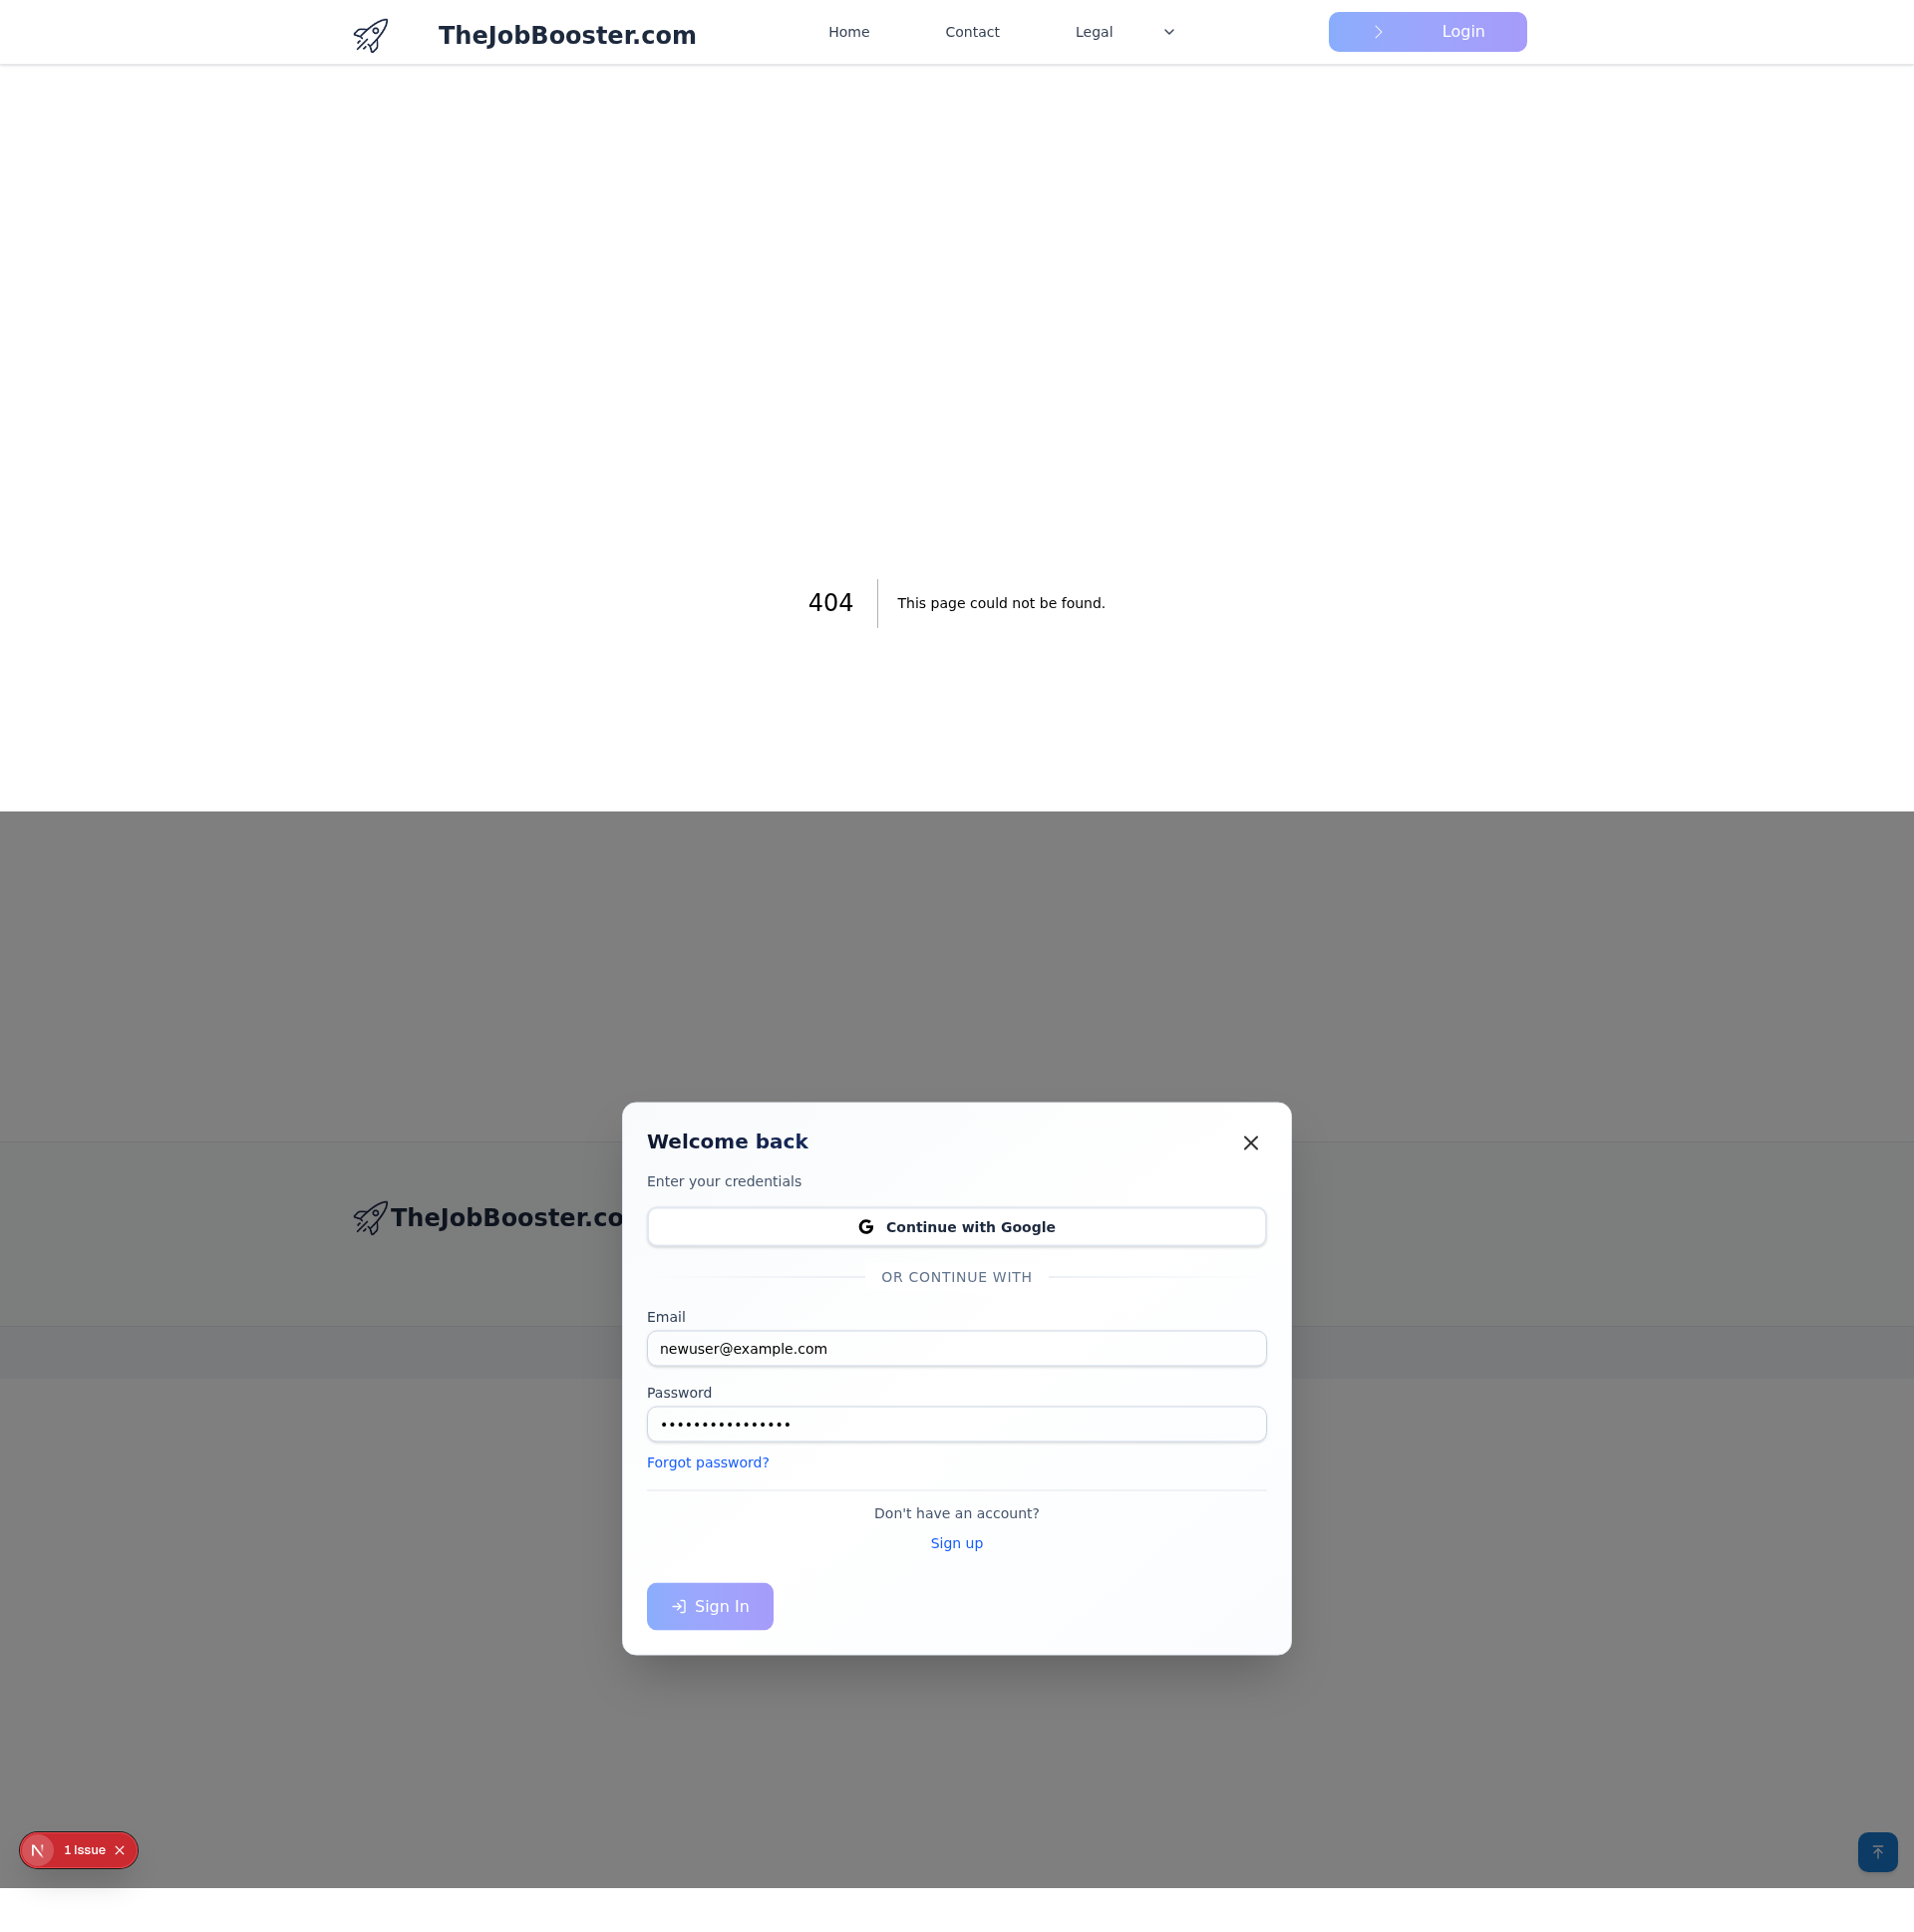 TheJobBooster.com
Home
Contact
Legal
Login
404
This page could not be found.
Welcome back
Enter your credentials
TheJobBooster.co
Continue with Google
OR CONTINUE WITH
Email
newuser@example.com
Password
••••••••••••••••
Forgot password?
Don't have an account?
Sign up
Sign In
N
1 Issue